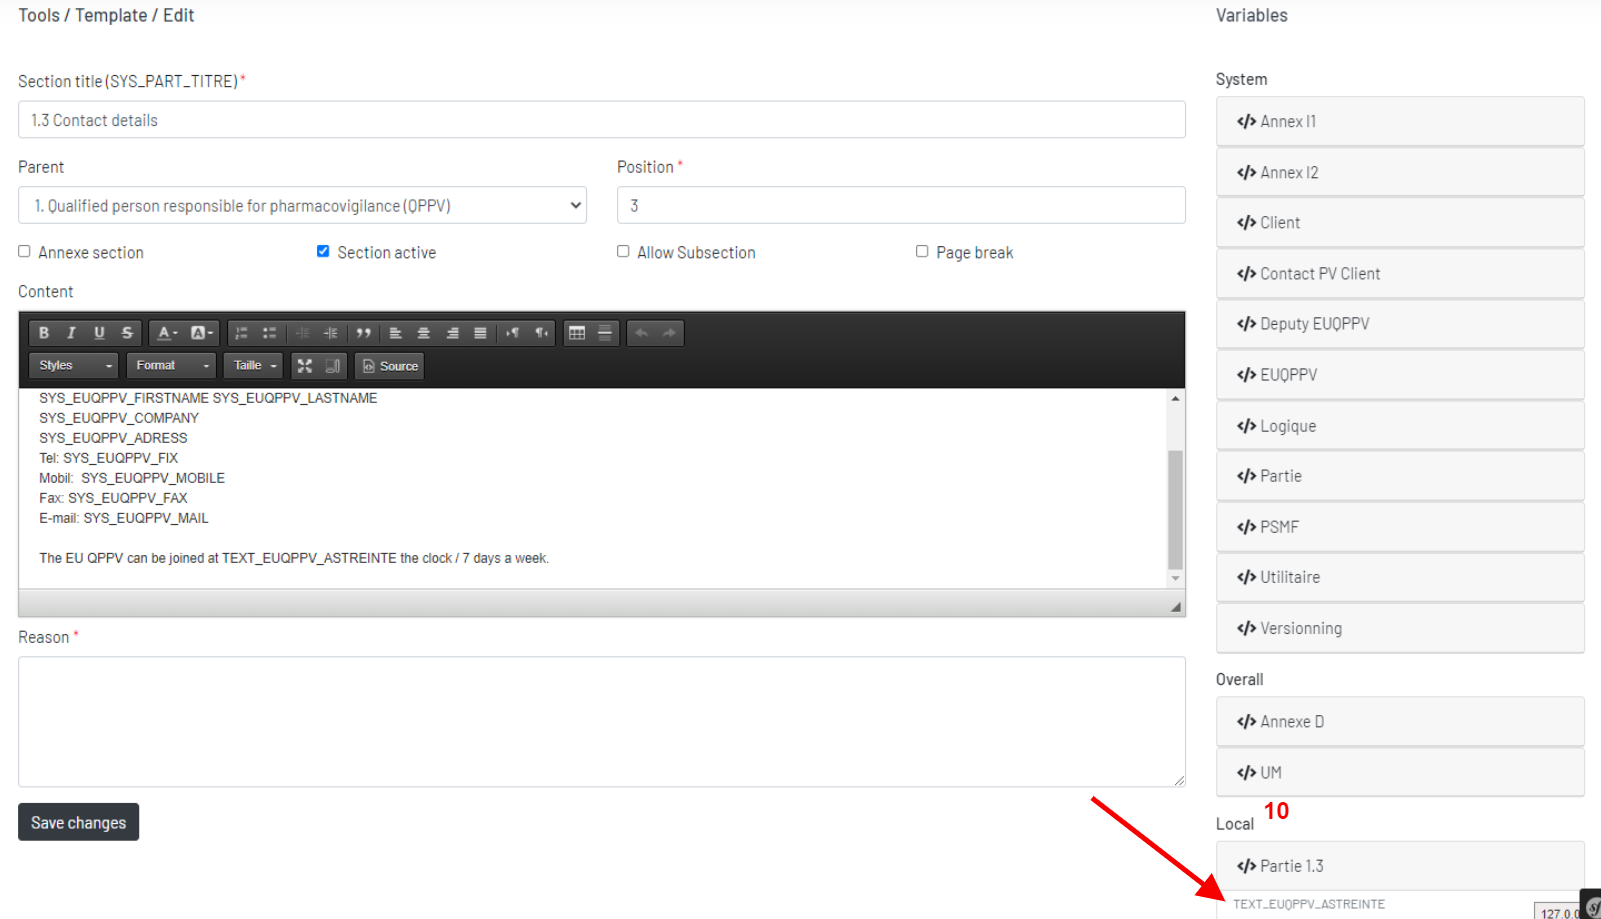 Tools / Template / Edit
Section title (SYS_PART_TITRE) *
1.3 Contact details
Parent
Position *
1. Qualified person responsible for pharmacovigilance (QPPV)
3
Annexe section
Section active
Allow Subsection
Page break
Content
B I U S A A
Styles Format Taille Source
SYS_EUQPPV_FIRSTNAME SYS_EUQPPV_LASTNAME
SYS_EUQPPV_COMPANY
SYS_EUQPPV_ADRESS
Tel: SYS_EUQPPV_FIX
Mobil:  SYS_EUQPPV_MOBILE
Fax: SYS_EUQPPV_FAX
E-mail: SYS_EUQPPV_MAIL
The EU QPPV can be joined at TEXT_EUQPPV_ASTREINTE the clock / 7 days a week.
Reason *
Save changes
Variables
System
</> Annex I1
</> Annex I2
</> Client
</> Contact PV Client
</> Deputy EUQPPV
</> EUQPPV
</> Logique
</> Partie
</> PSMF
</> Utilitaire
</> Versionning
Overall
</> Annexe D
</> UM
10
Local
</> Partie 1.3
TEXT_EUQPPV_ASTREINTE